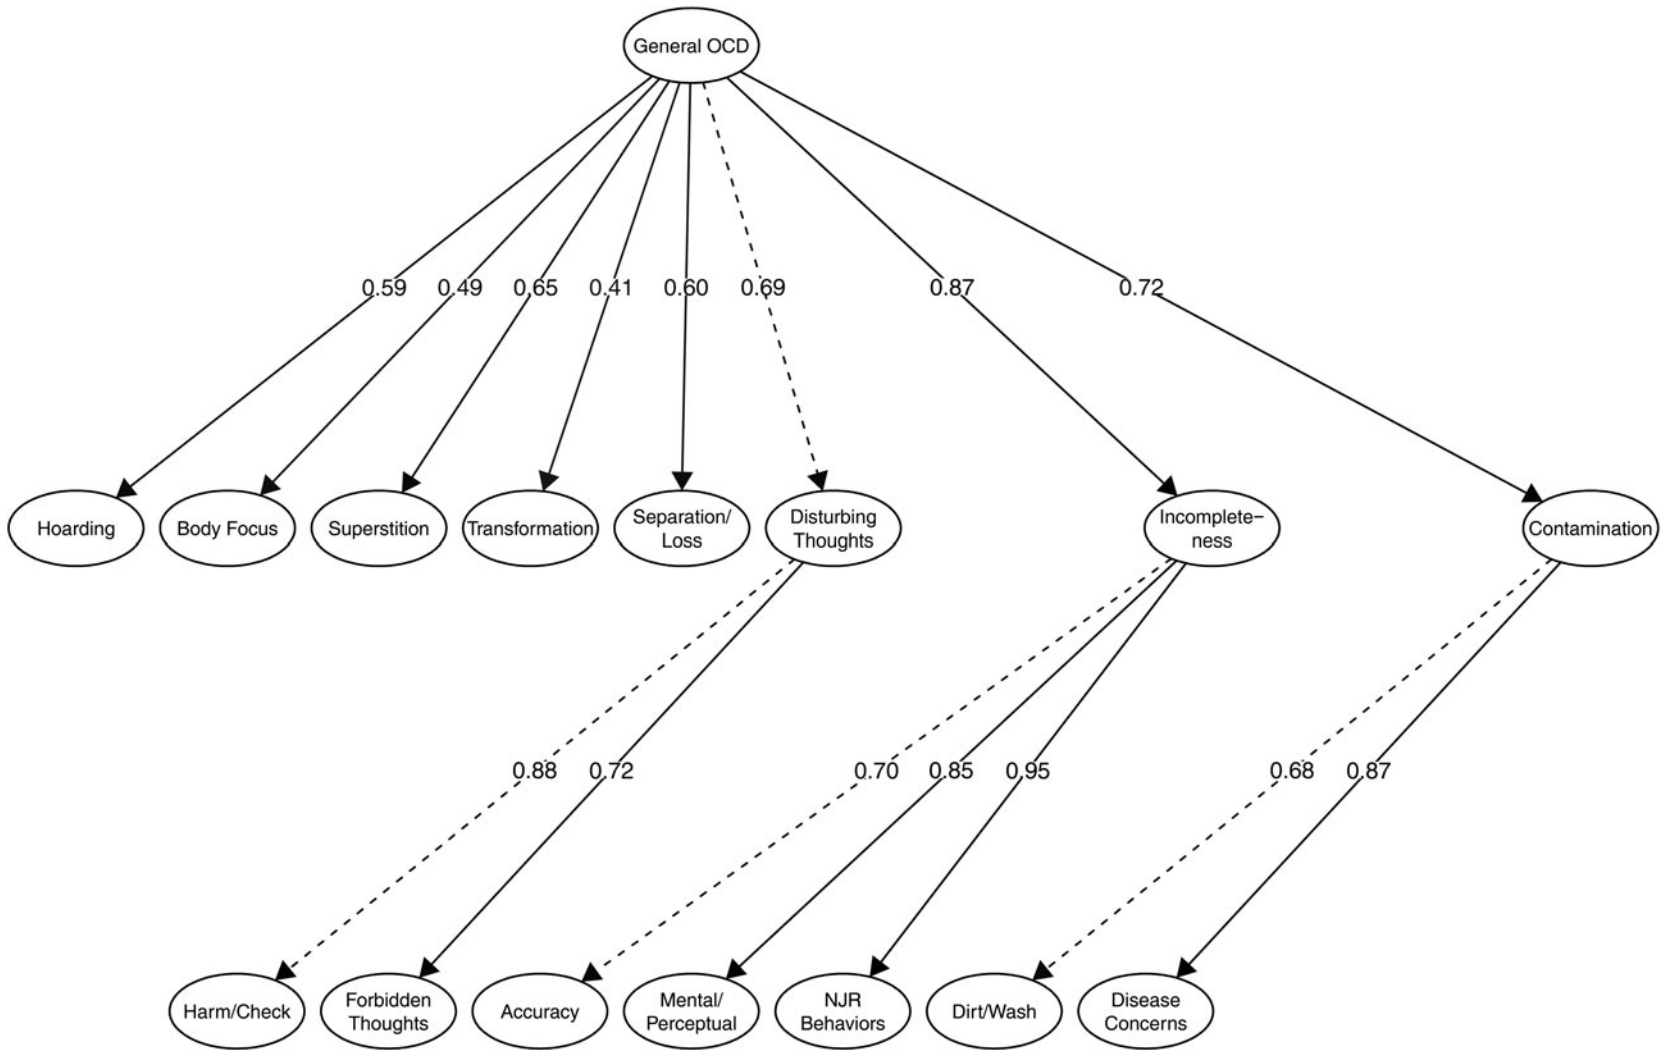 General OCD
0.59
0.49
0.65
0.41
0.60
0.69
0.87
0.72
Hoarding
Body Focus
Superstition
Transformation
Separation/
Loss
Disturbing
Thoughts
Incomplete−
ness
Contamination
0.88
0.72
0.70
0.85
0.95
0.68
0.87
Harm/Check
Forbidden
Thoughts
Accuracy
Mental/
Perceptual
NJR
Behaviors
Dirt/Wash
Disease
Concerns